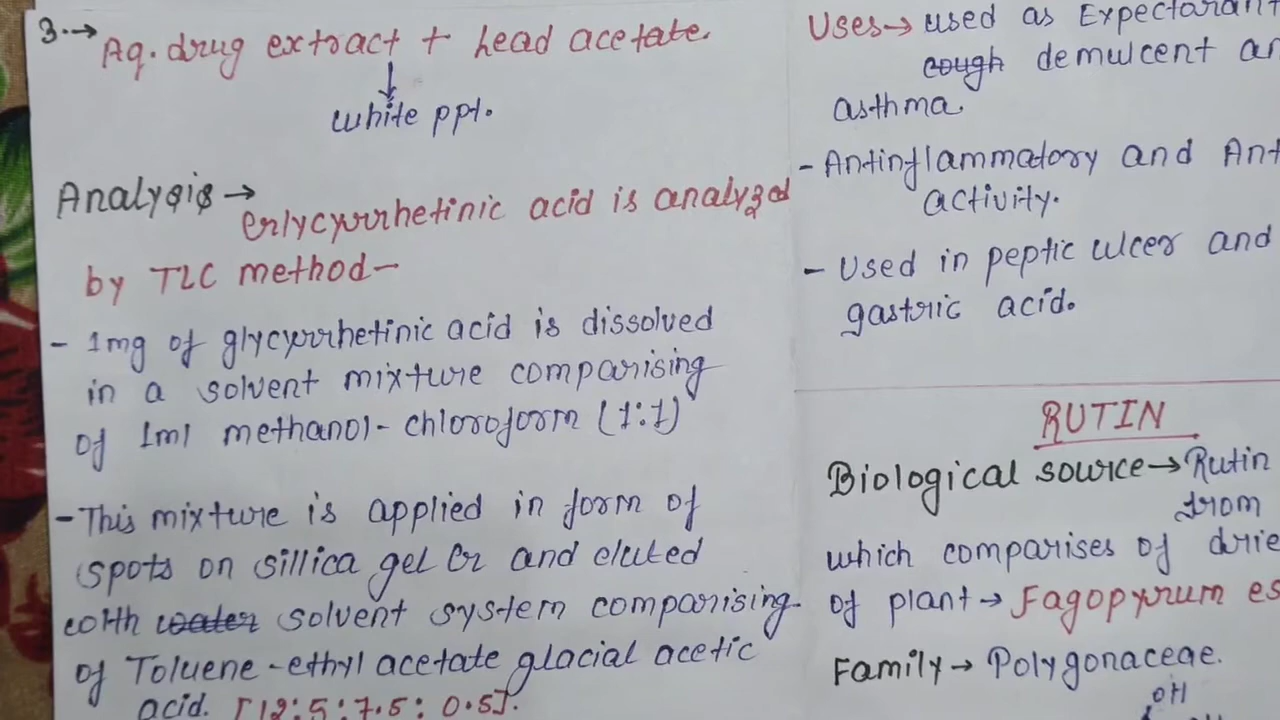 3.→ Aq. drug extract + lead acetate.
↓
white ppt.
Analysis →
Glycyrrhetinic acid is analyzed
by TLC method-
- 1mg of glycyrrhetinic acid is dissolved
in a solvent mixture comparising
of 1ml methanol- chloroform (1:1)
- This mixture is applied in form of
spots on sillica gel Gr and eluted
with water solvent system comparising
of Toluene -ethyl acetate glacial acetic
acid. [12:5:7.5: 0.5].
Uses→ used as Expectorant
cough demulcent an
asthma.
- Antinflammatory and Ant
activity.
- Used in peptic ulcer and
gastric acid.
RUTIN
Biological source→ Rutin
from
which comparises of drie
of plant→ Fagopyrum es
Family→ Polygonaceae.
OH